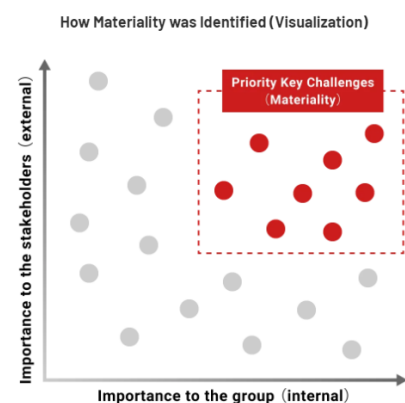 How Materiality was Identified (Visualization)
Priority Key Challenges
（Materiality）
Importance to the stakeholders（external）
Importance to the group（internal）